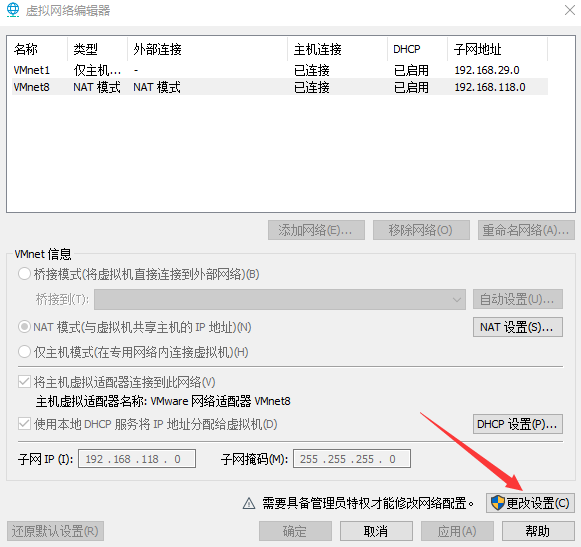 虚拟网络编辑器
名称 类型 外部连接 主机连接 DHCP 子网地址
VMnet1 仅主机... - 已连接 已启用 192.168.29.0
VMnet8 NAT 模式 NAT 模式 已连接 已启用 192.168.118.0
添加网络(E)... 移除网络(O) 重命名网络(A)...
VMnet 信息
桥接模式(将虚拟机直接连接到外部网络)(B)
桥接到(T): 自动设置(U)...
NAT 模式(与虚拟机共享主机的 IP 地址)(N) NAT 设置(S)...
仅主机模式(在专用网络内连接虚拟机)(H)
将主机虚拟适配器连接到此网络(V)
主机虚拟适配器名称: VMware 网络适配器 VMnet8
使用本地 DHCP 服务将 IP 地址分配给虚拟机(D) DHCP 设置(P)...
子网 IP (I): 192 . 168 . 118 . 0 子网掩码(M): 255 . 255 . 255 . 0
需要具备管理员特权才能修改网络配置。 更改设置(C)
还原默认设置(R) 确定 取消 应用(A) 帮助